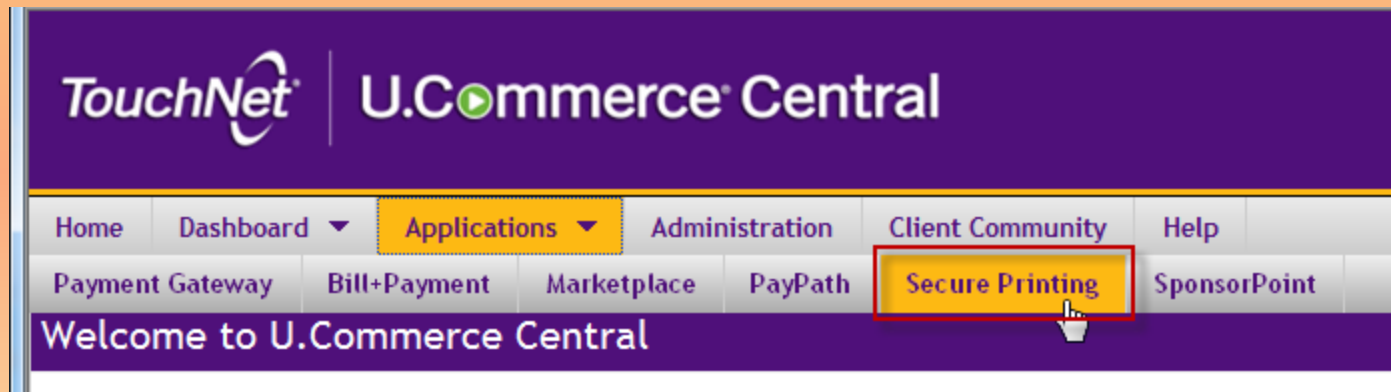 TouchNet® U.Commerce® Central
Home Dashboard Applications Administration Client Community Help
Payment Gateway Bill+Payment Marketplace PayPath Secure Printing SponsorPoint
Welcome to U.Commerce Central